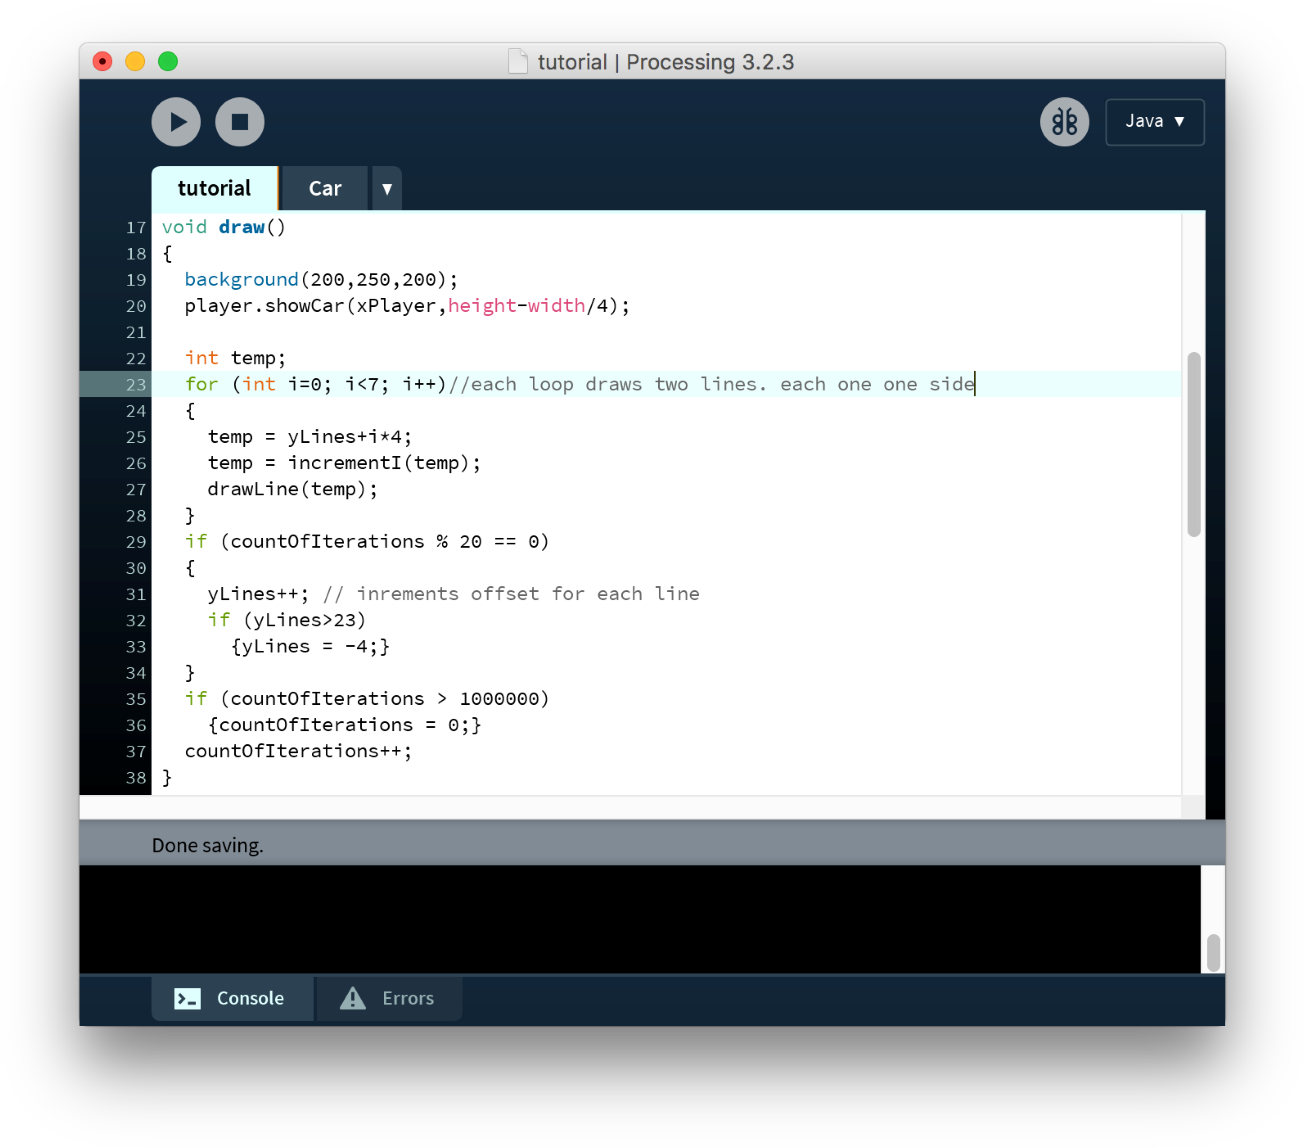 tutorial | Processing 3.2.3
Java ▼
tutorial Car ▼
17 void draw()
18 {
19   background(200,250,200);
20   player.showCar(xPlayer,height-width/4);
21
22   int temp;
23   for (int i=0; i<7; i++)//each loop draws two lines. each one one side
24   {
25     temp = yLines+i*4;
26     temp = incrementI(temp);
27     drawLine(temp);
28   }
29   if (countOfIterations % 20 == 0)
30   {
31     yLines++; // inrements offset for each line
32     if (yLines>23)
33       {yLines = -4;}
34   }
35   if (countOfIterations > 1000000)
36     {countOfIterations = 0;}
37   countOfIterations++;
38 }
Done saving.
Console Errors